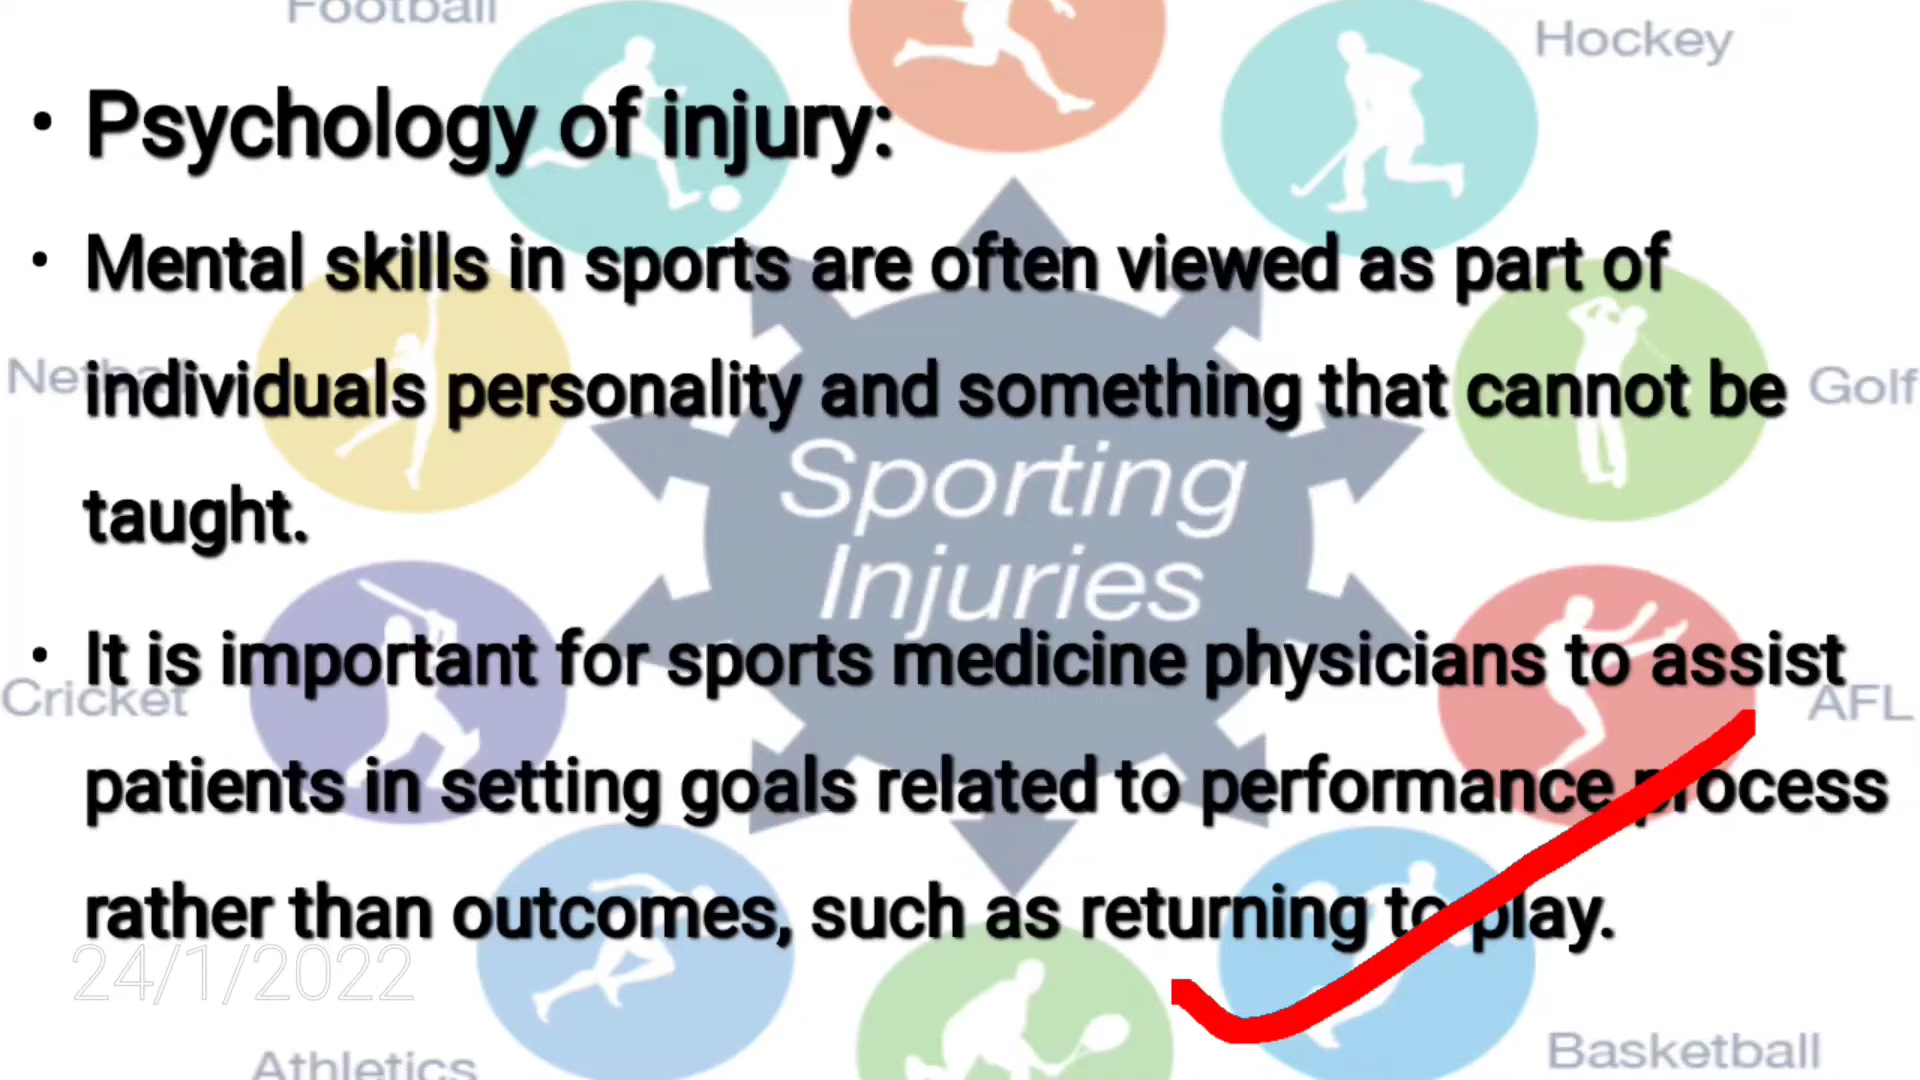 Football
Hockey
• Psychology of injury:
• Mental skills in sports are often viewed as part of
individuals personality and something that cannot be
Golf
taught.
Sporting
Injuries
• It is important for sports medicine physicians to assist
Cricket
AFL
patients in setting goals related to performance process
rather than outcomes, such as returning to play.
24/1/2022
Basketball
Athletics